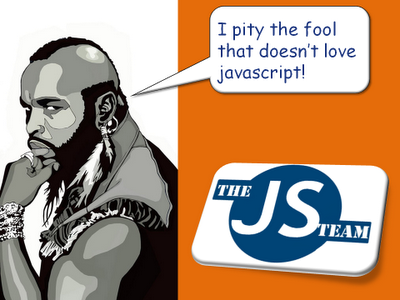 I pity the fool
that doesn't love
javascript!
THE
JS
TEAM